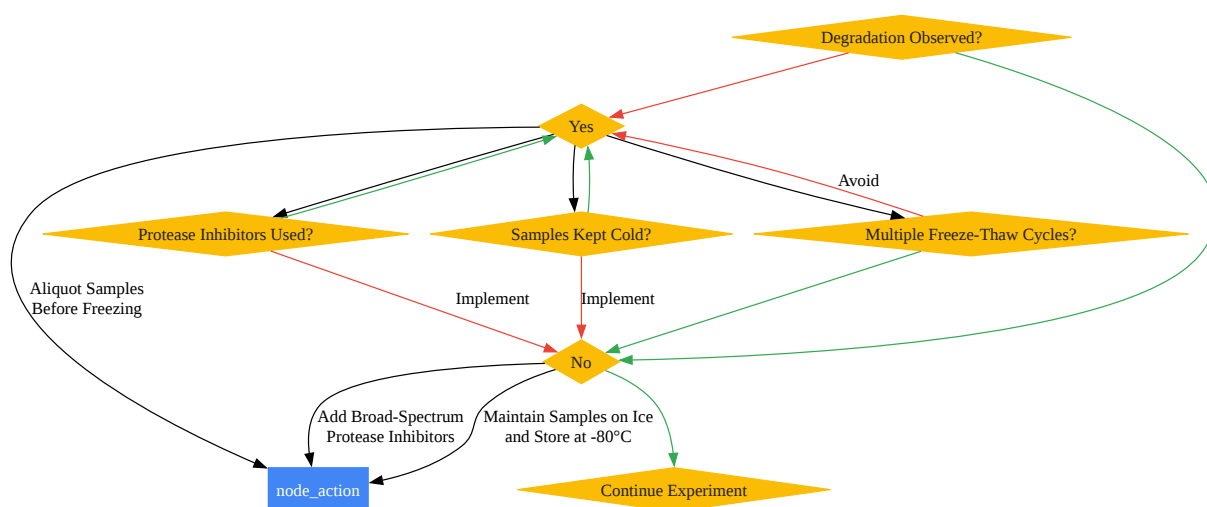 Degradation Observed?
Yes
Avoid
Protease Inhibitors Used?
Samples Kept Cold?
Multiple Freeze-Thaw Cycles?
Aliquot Samples
Before Freezing
Implement
Implement
No
Add Broad-Spectrum
Protease Inhibitors
Maintain Samples on Ice
and Store at -80°C
node_action
Continue Experiment